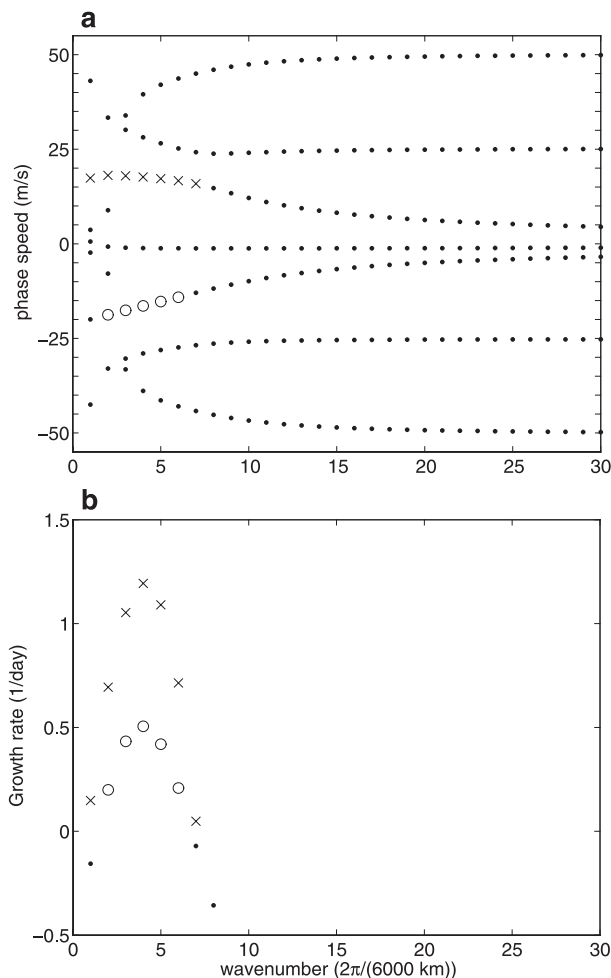 a
50
25
0
−25
−50
phase speed (m/s)
0 5 10 15 20 25 30
b
1.5
1
0.5
0
−0.5
Growth rate (1/day)
0 5 10 15 20 25 30
wavenumber (2π/(6000 km))